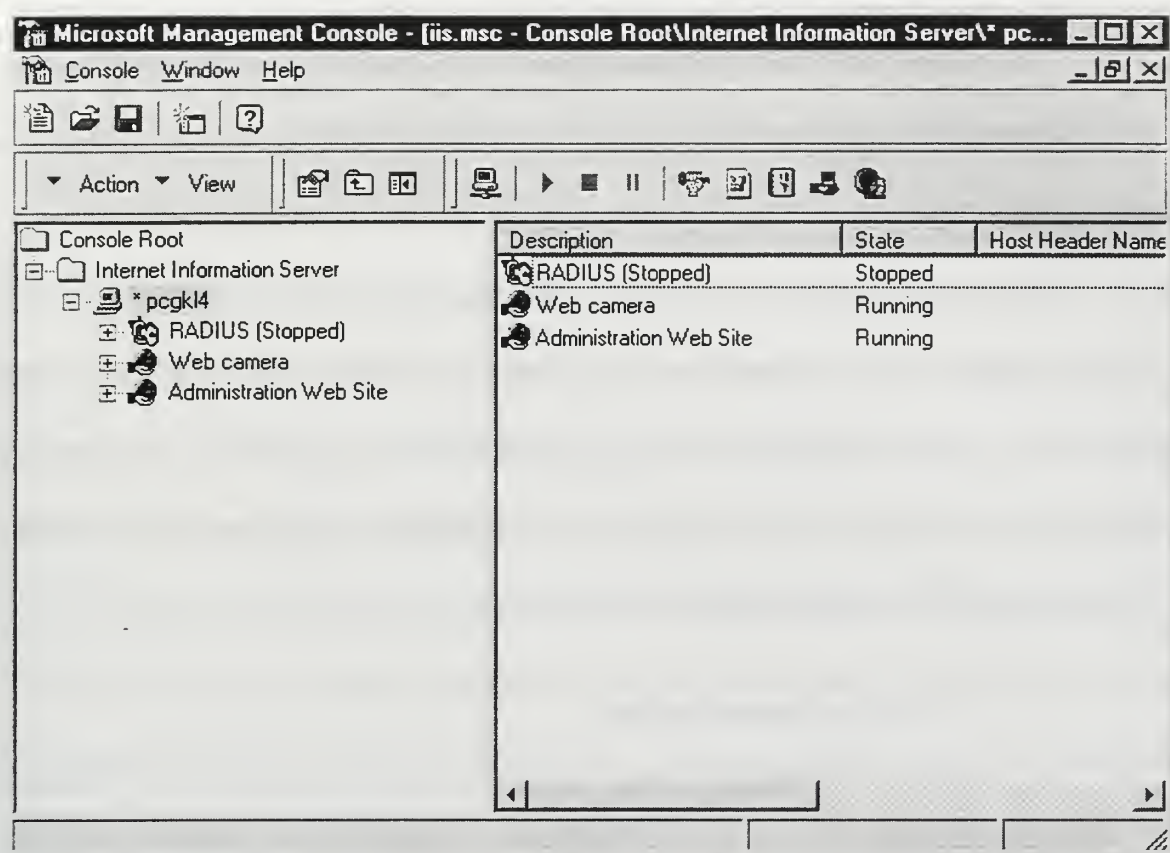 Microsoft Management Console - [iis.msc - Console Root\Internet Information Server\* pc...
Console Window Help
Action View
Console Root
Internet Information Server
* pcgkl4
RADIUS (Stopped)
Web camera
Administration Web Site
Description State Host Header Name
RADIUS (Stopped) Stopped
Web camera Running
Administration Web Site Running